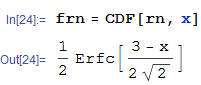 In[24]:= frn = CDF[rn, x]
Out[24]= 1/2 Erfc[(3 - x)/(2 √2)]